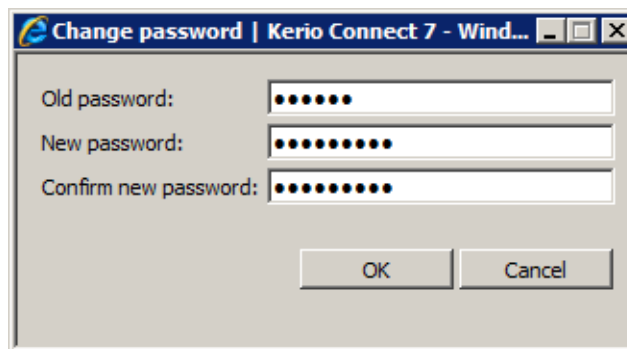 Change password | Kerio Connect 7 - Wind...
Old password: ●●●●●●
New password: ●●●●●●●●●
Confirm new password: ●●●●●●●●●
OK Cancel